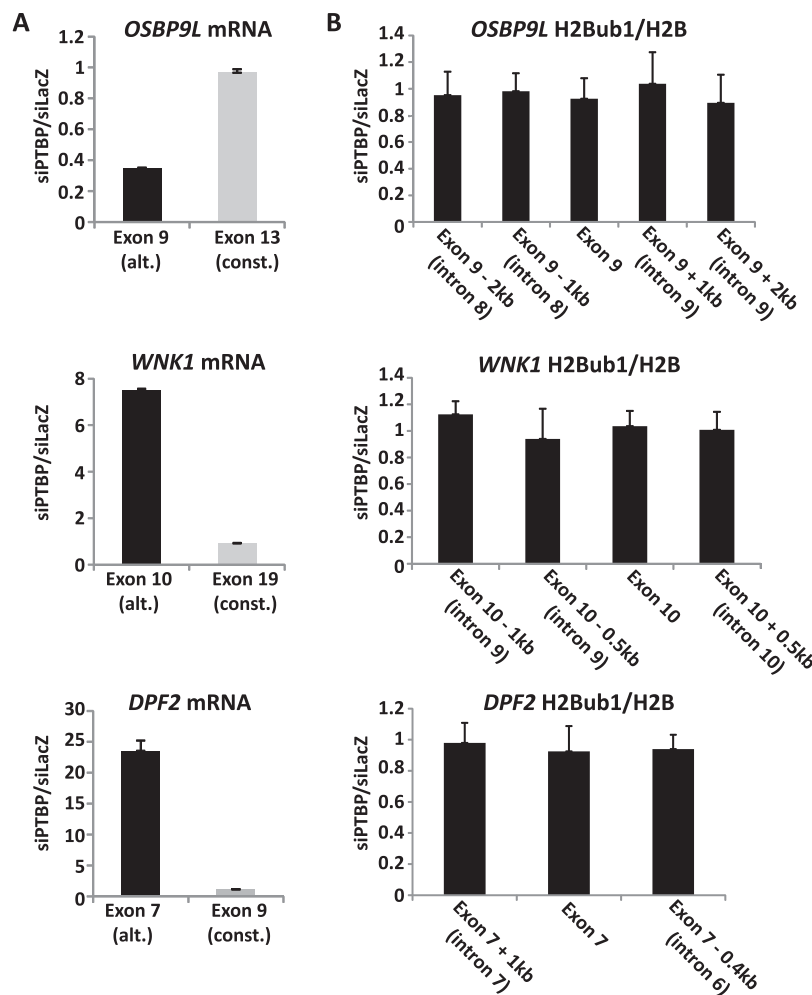 A
OSBP9L mRNA
siPTBP/siLacZ
1.2
1
0.8
0.6
0.4
0.2
0
Exon 9
(alt.)
Exon 13
(const.)
B
OSBP9L H2Bub1/H2B
siPTBP/siLacZ
1.4
1.2
1
0.8
0.6
0.4
0.2
0
Exon 9 - 2kb
(intron 8)
Exon 9 - 1kb
(intron 8)
Exon 9
Exon 9 + 1kb
(intron 9)
Exon 9 + 2kb
(intron 9)
WNK1 mRNA
siPTBP/siLacZ
8
6
4
2
0
Exon 10
(alt.)
Exon 19
(const.)
WNK1 H2Bub1/H2B
siPTBP/siLacZ
1.4
1.2
1
0.8
0.6
0.4
0.2
0
Exon 10 - 1kb
(intron 9)
Exon 10 - 0.5kb
(intron 9)
Exon 10
Exon 10 + 0.5kb
(intron 10)
DPF2 mRNA
siPTBP/siLacZ
30
25
20
15
10
5
0
Exon 7
(alt.)
Exon 9
(const.)
DPF2 H2Bub1/H2B
siPTBP/siLacZ
1.2
1
0.8
0.6
0.4
0.2
0
Exon 7 + 1kb
(intron 7)
Exon 7
Exon 7 - 0.4kb
(intron 6)